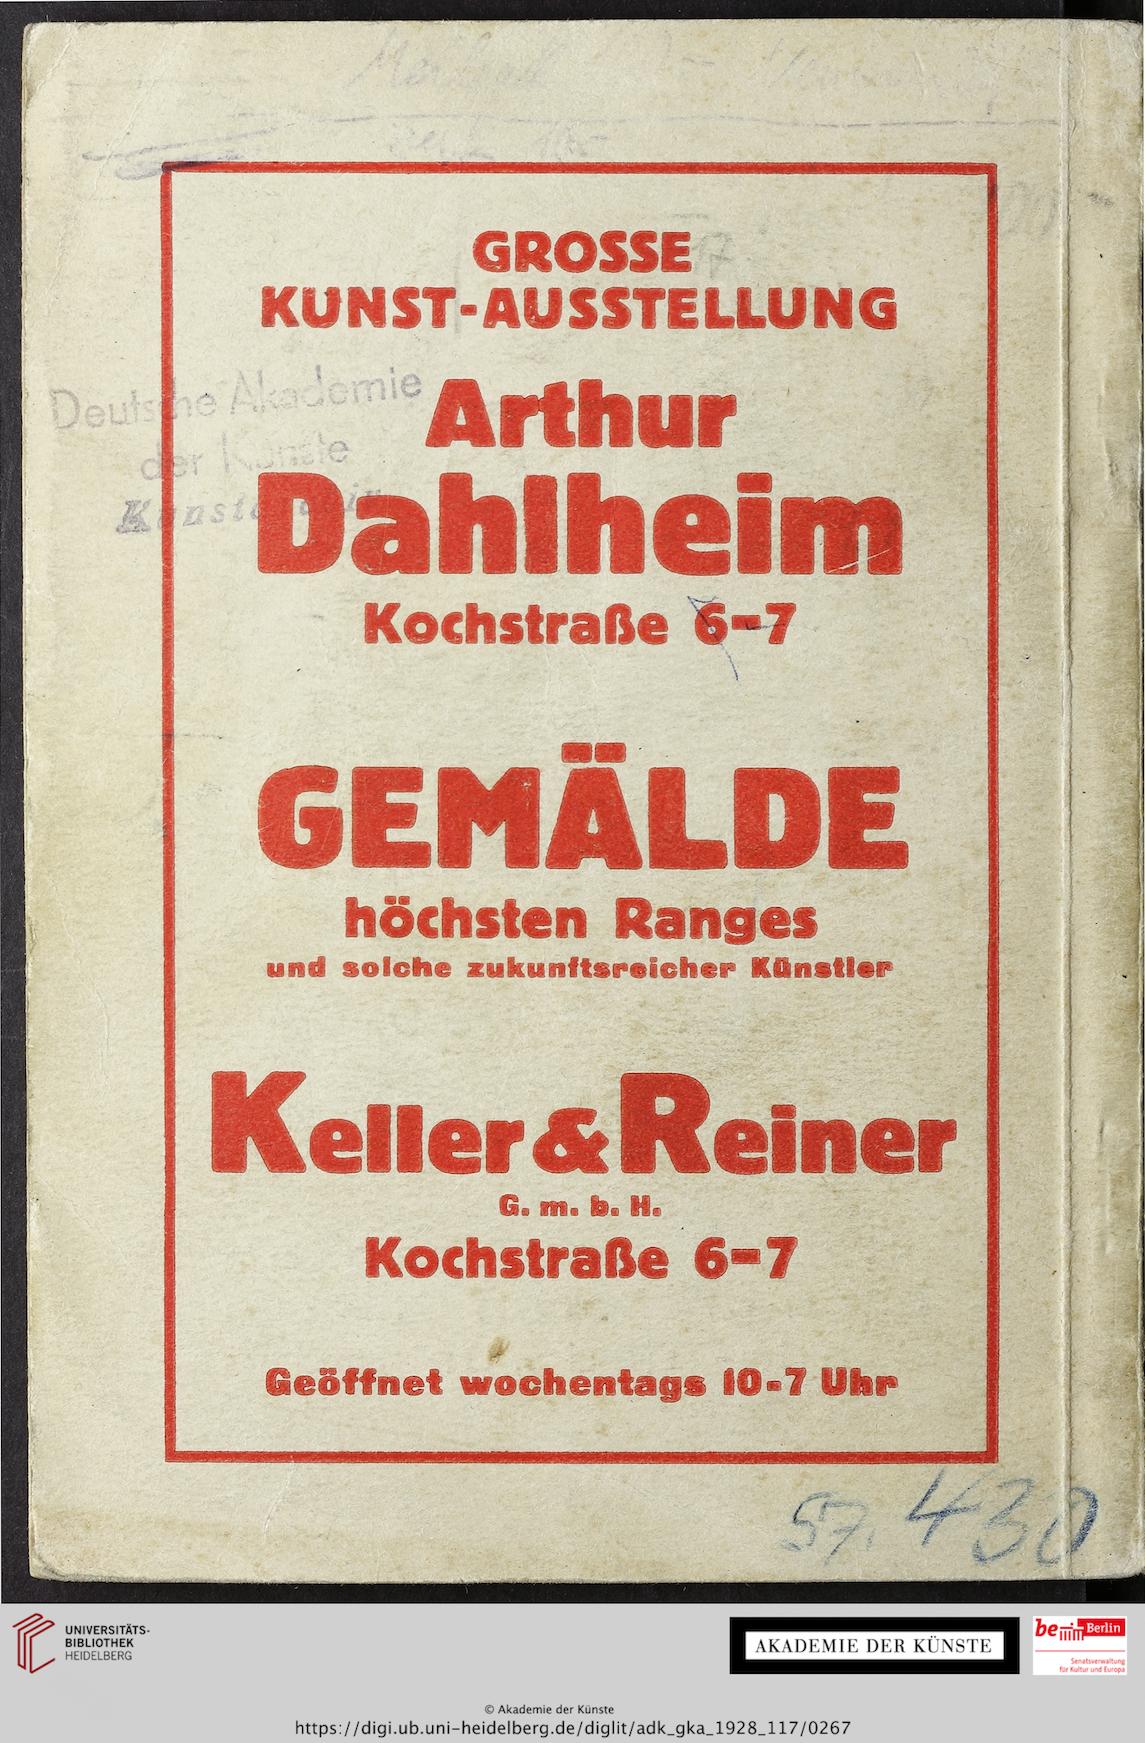 GROSSE
KUNST-AUSSTELLUNG
Deutsche Akademie
der Künste
Arthur
Dahlheim
Kochstraße 6-7
GEMÄLDE
höchsten Ranges
und solche zukunftsreicher Künstler
Keller & Reiner
G. m. b. H.
Kochstraße 6-7
Geöffnet wochentags 10-7 Uhr
57. 430
UNIVERSITÄTS-
BIBLIOTHEK
HEIDELBERG
AKADEMIE DER KÜNSTE
be Berlin
Senatsverwaltung
für Kultur und Europa
© Akademie der Künste
https://digi.ub.uni-heidelberg.de/diglit/adk_gka_1928_117/0267